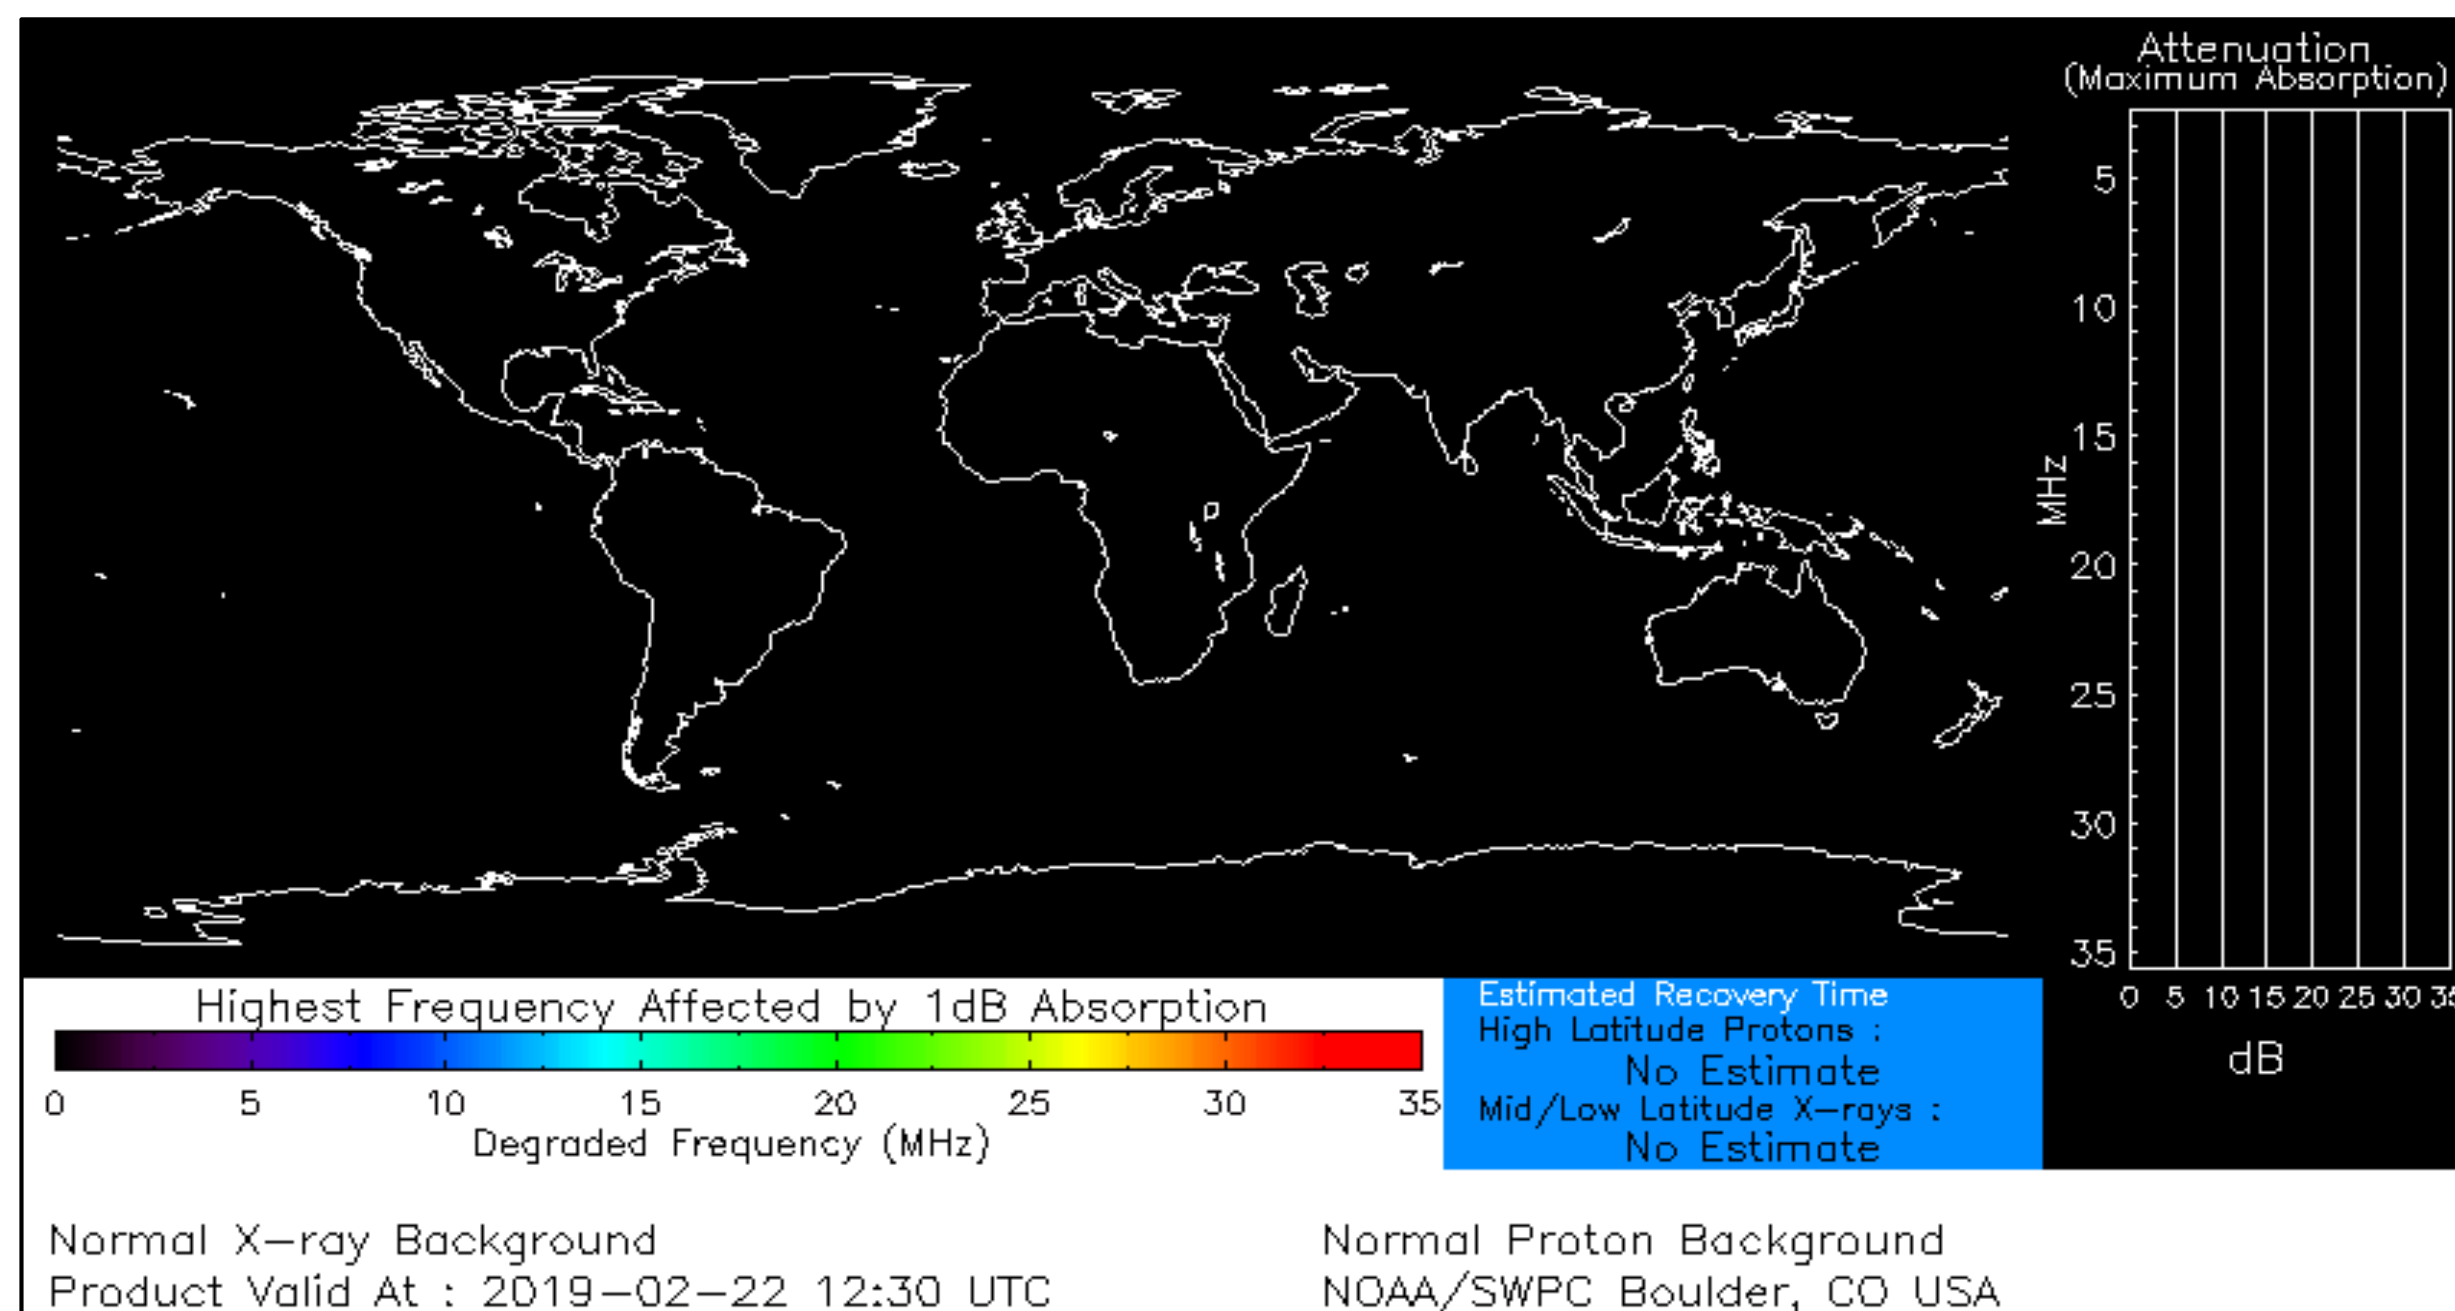 Attenuation
(Maximum Absorption)
5
10
15
20
25
30
35
MHz
0 5 10 15 20 25 30 35
dB
Highest Frequency Affected by 1dB Absorption
0 5 10 15 20 25 30 35
Degraded Frequency (MHz)
Estimated Recovery Time
High Latitude Protons :
No Estimate
Mid/Low Latitude X-rays :
No Estimate
Normal X-ray Background
Normal Proton Background
Product Valid At : 2019-02-22 12:30 UTC
NOAA/SWPC Boulder, CO USA